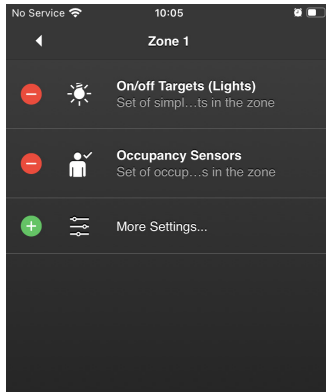 No Service 10:05
Zone 1
On/off Targets (Lights)
Set of simpl...ts in the zone
Occupancy Sensors
Set of occup...s in the zone
More Settings...